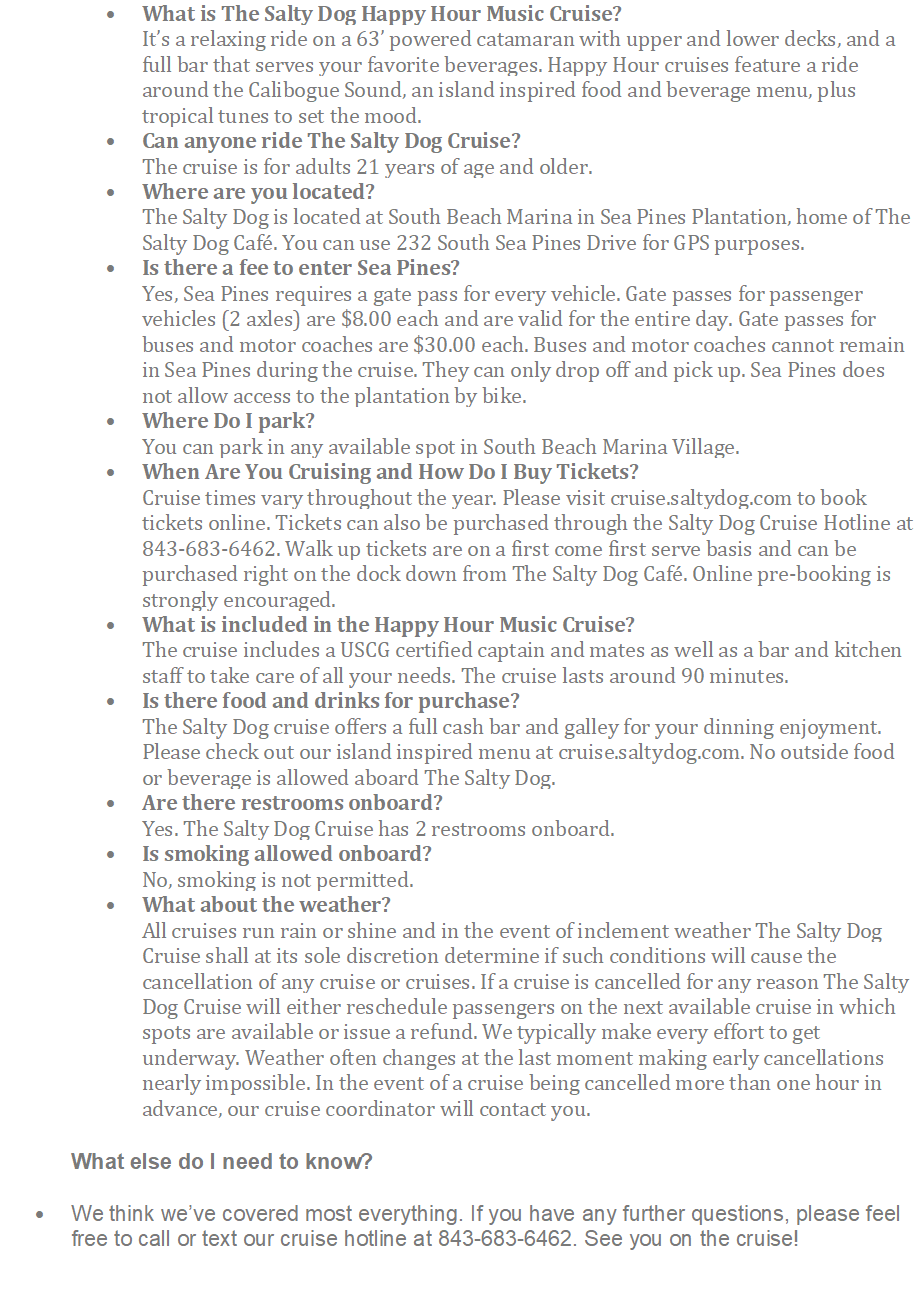 • What is The Salty Dog Happy Hour Music Cruise?
It's a relaxing ride on a 63' powered catamaran with upper and lower decks, and a
full bar that serves your favorite beverages. Happy Hour cruises feature a ride
around the Calibogue Sound, an island inspired food and beverage menu, plus
tropical tunes to set the mood.
• Can anyone ride The Salty Dog Cruise?
The cruise is for adults 21 years of age and older.
• Where are you located?
The Salty Dog is located at South Beach Marina in Sea Pines Plantation, home of The
Salty Dog Café. You can use 232 South Sea Pines Drive for GPS purposes.
• Is there a fee to enter Sea Pines?
Yes, Sea Pines requires a gate pass for every vehicle. Gate passes for passenger
vehicles (2 axles) are $8.00 each and are valid for the entire day. Gate passes for
buses and motor coaches are $30.00 each. Buses and motor coaches cannot remain
in Sea Pines during the cruise. They can only drop off and pick up. Sea Pines does
not allow access to the plantation by bike.
• Where Do I park?
You can park in any available spot in South Beach Marina Village.
• When Are You Cruising and How Do I Buy Tickets?
Cruise times vary throughout the year. Please visit cruise.saltydog.com to book
tickets online. Tickets can also be purchased through the Salty Dog Cruise Hotline at
843-683-6462. Walk up tickets are on a first come first serve basis and can be
purchased right on the dock down from The Salty Dog Café. Online pre-booking is
strongly encouraged.
• What is included in the Happy Hour Music Cruise?
The cruise includes a USCG certified captain and mates as well as a bar and kitchen
staff to take care of all your needs. The cruise lasts around 90 minutes.
• Is there food and drinks for purchase?
The Salty Dog cruise offers a full cash bar and galley for your dinning enjoyment.
Please check out our island inspired menu at cruise.saltydog.com. No outside food
or beverage is allowed aboard The Salty Dog.
• Are there restrooms onboard?
Yes. The Salty Dog Cruise has 2 restrooms onboard.
• Is smoking allowed onboard?
No, smoking is not permitted.
• What about the weather?
All cruises run rain or shine and in the event of inclement weather The Salty Dog
Cruise shall at its sole discretion determine if such conditions will cause the
cancellation of any cruise or cruises. If a cruise is cancelled for any reason The Salty
Dog Cruise will either reschedule passengers on the next available cruise in which
spots are available or issue a refund. We typically make every effort to get
underway. Weather often changes at the last moment making early cancellations
nearly impossible. In the event of a cruise being cancelled more than one hour in
advance, our cruise coordinator will contact you.
What else do I need to know?
• We think we've covered most everything. If you have any further questions, please feel
free to call or text our cruise hotline at 843-683-6462. See you on the cruise!